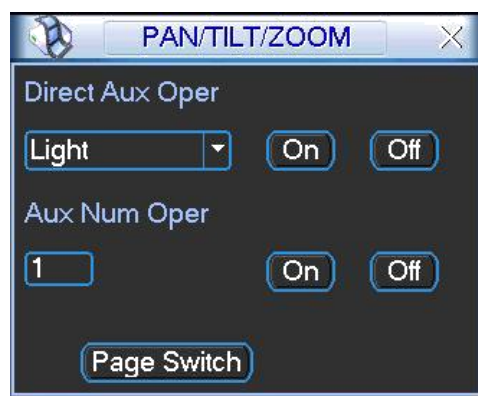 PAN/TILT/ZOOM
Direct Aux Oper
Light On Off
Aux Num Oper
1 On Off
Page Switch